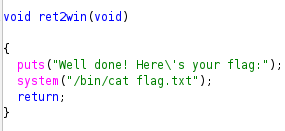 void ret2win(void)
{
puts("Well done! Here\'s your flag:");
system("/bin/cat flag.txt");
return;
}